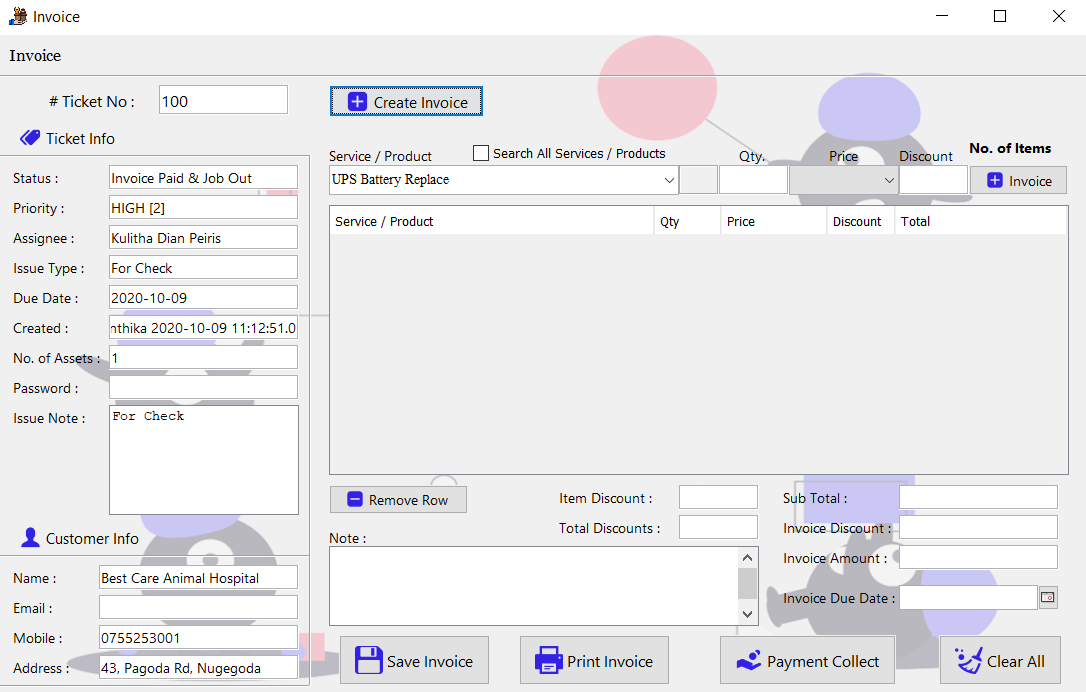 Invoice
Invoice
# Ticket No :
100
Create Invoice
Ticket Info
Service / Product
Search All Services / Products
Qty.
Price
Discount
No. of Items
UPS Battery Replace
Invoice
Status :
Invoice Paid & Job Out
Priority :
HIGH [2]
Assignee :
Kulitha Dian Peiris
Issue Type :
For Check
Due Date :
2020-10-09
Created :
nthika 2020-10-09 11:12:51.0
No. of Assets :
1
Password :
Issue Note :
For Check
Service / Product
Qty
Price
Discount
Total
Remove Row
Item Discount :
Total Discounts :
Note :
Sub Total :
Invoice Discount :
Invoice Amount :
Invoice Due Date :
Customer Info
Name :
Best Care Animal Hospital
Email :
Mobile :
0755253001
Address :
43, Pagoda Rd, Nugegoda
Save Invoice
Print Invoice
Payment Collect
Clear All